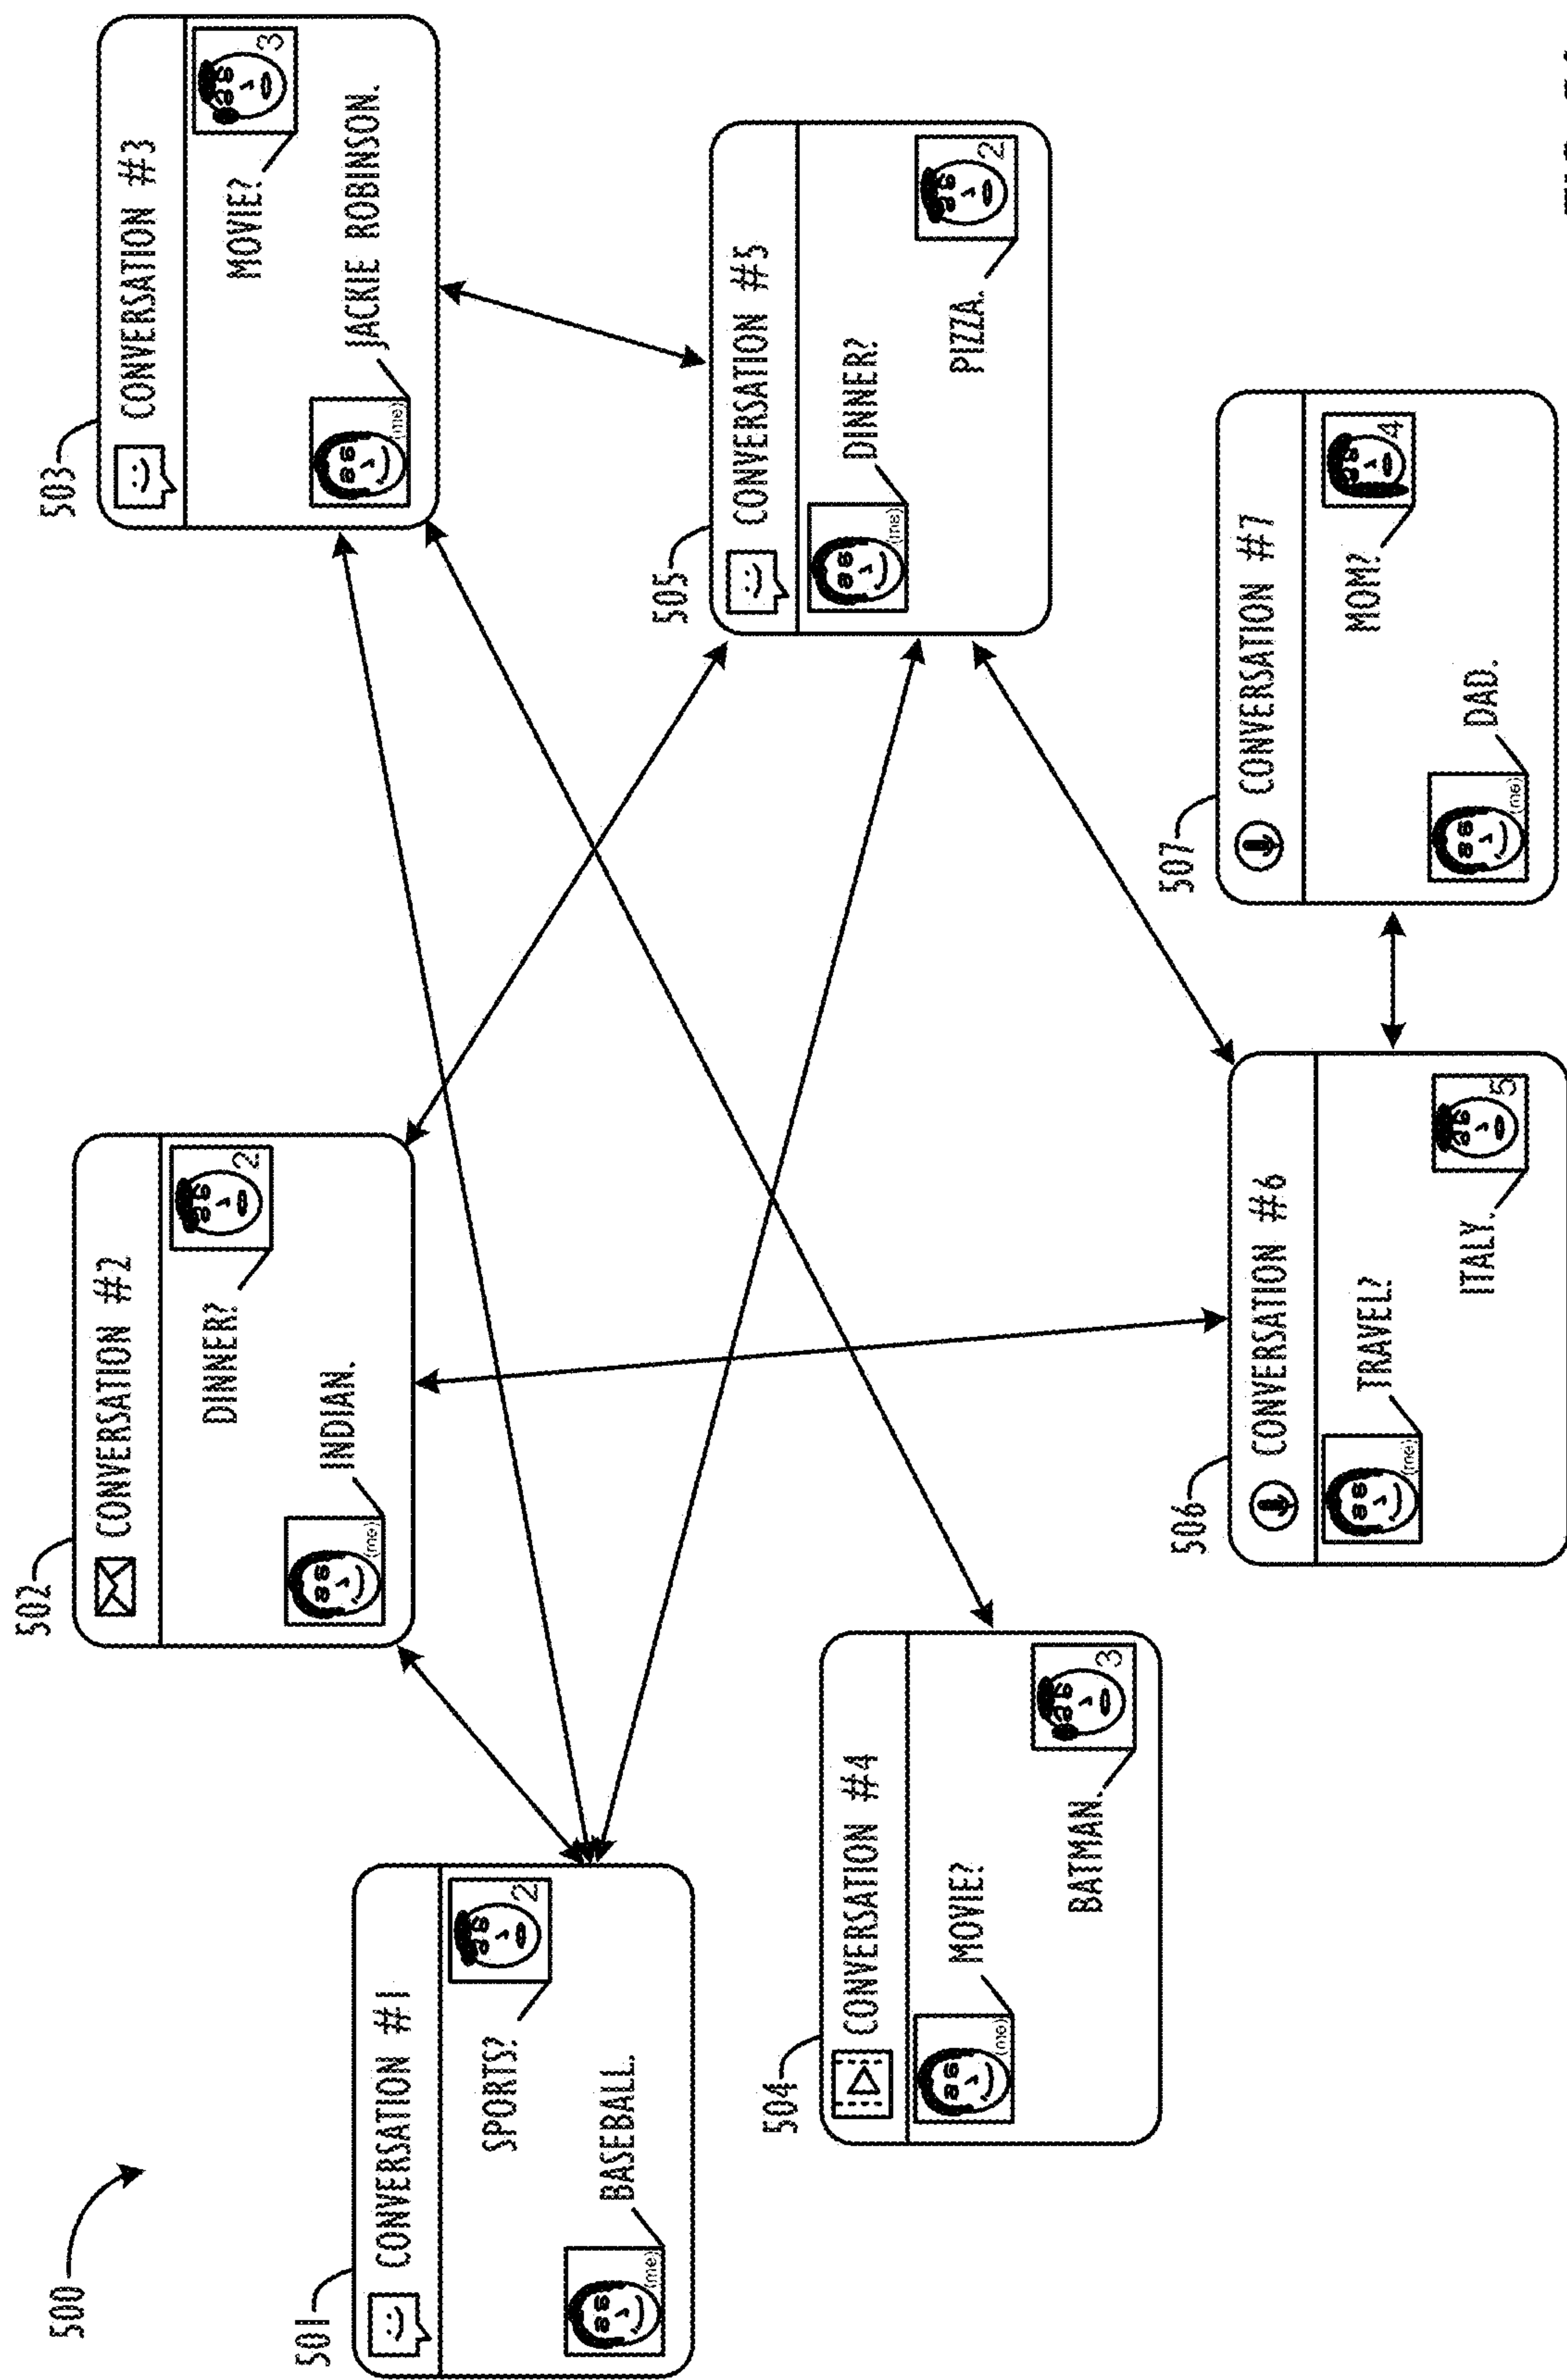 500
501
CONVERSATION #1
SPORTS?
2
BASEBALL.
(me)
502
CONVERSATION #2
DINNER?
2
INDIAN.
(me)
503
CONVERSATION #3
MOVIE?
3
JACKIE ROBINSON.
(me)
504
CONVERSATION #4
MOVIE?
(me)
BATMAN.
3
505
CONVERSATION #5
DINNER?
(me)
PIZZA.
2
506
CONVERSATION #6
TRAVEL?
(me)
ITALY.
5
507
CONVERSATION #7
MOM?
4
DAD.
(me)